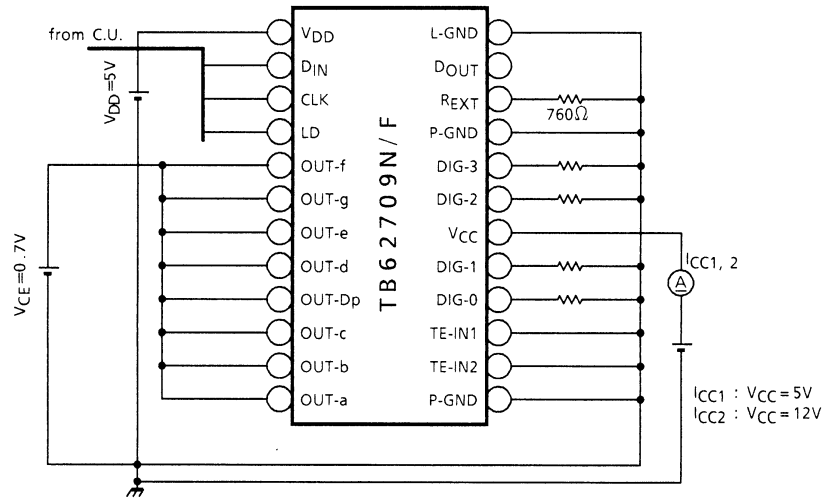 from C.U.
VDD=5V
VCE=0.7V
VDD
DIN
CLK
LD
OUT-f
OUT-g
OUT-e
OUT-d
OUT-Dp
OUT-c
OUT-b
OUT-a
TB62709N/F
L-GND
DOUT
REXT
760Ω
P-GND
DIG-3
DIG-2
VCC
DIG-1
DIG-0
TE-IN1
TE-IN2
P-GND
ICC1, 2
A
ICC1 : VCC=5V
ICC2 : VCC=12V